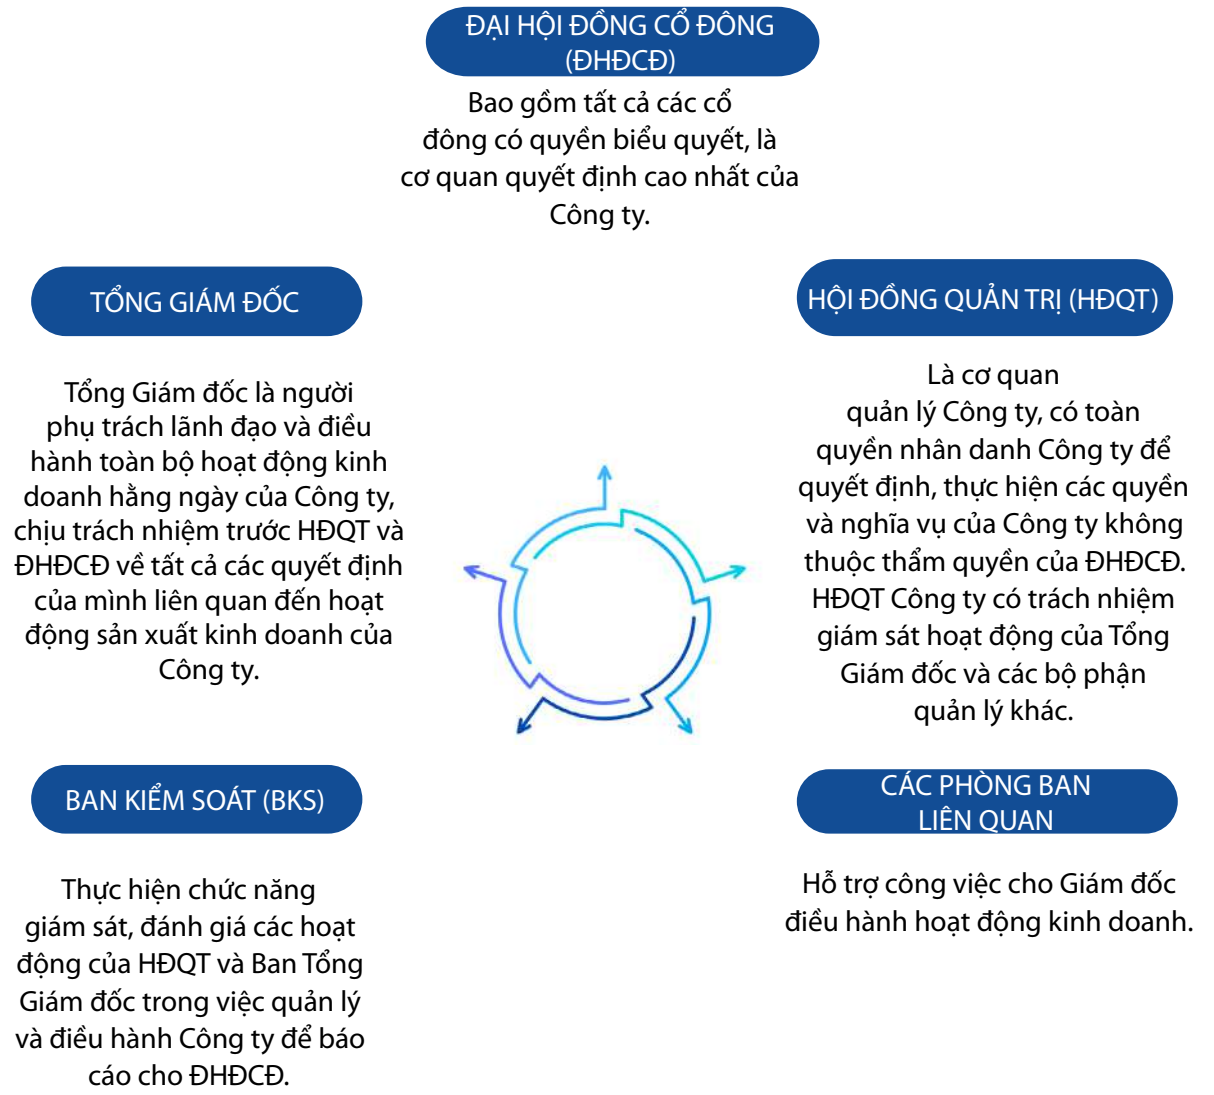 ĐẠI HỘI ĐỒNG CỔ ĐÔNG
(ĐHĐCĐ)
Bao gồm tất cả các cổ
đông có quyền biểu quyết, là
cơ quan quyết định cao nhất của
Công ty.
TỔNG GIÁM ĐỐC
Tổng Giám đốc là người
phụ trách lãnh đạo và điều
hành toàn bộ hoạt động kinh
doanh hằng ngày của Công ty,
chịu trách nhiệm trước HĐQT và
ĐHĐCĐ về tất cả các quyết định
của mình liên quan đến hoạt
động sản xuất kinh doanh của
Công ty.
HỘI ĐỒNG QUẢN TRỊ (HĐQT)
Là cơ quan
quản lý Công ty, có toàn
quyền nhân danh Công ty để
quyết định, thực hiện các quyền
và nghĩa vụ của Công ty không
thuộc thẩm quyền của ĐHĐCĐ.
HĐQT Công ty có trách nhiệm
giám sát hoạt động của Tổng
Giám đốc và các bộ phận
quản lý khác.
BAN KIỂM SOÁT (BKS)
Thực hiện chức năng
giám sát, đánh giá các hoạt
động của HĐQT và Ban Tổng
Giám đốc trong việc quản lý
và điều hành Công ty để báo
cáo cho ĐHĐCĐ.
CÁC PHÒNG BAN
LIÊN QUAN
Hỗ trợ công việc cho Giám đốc
điều hành hoạt động kinh doanh.